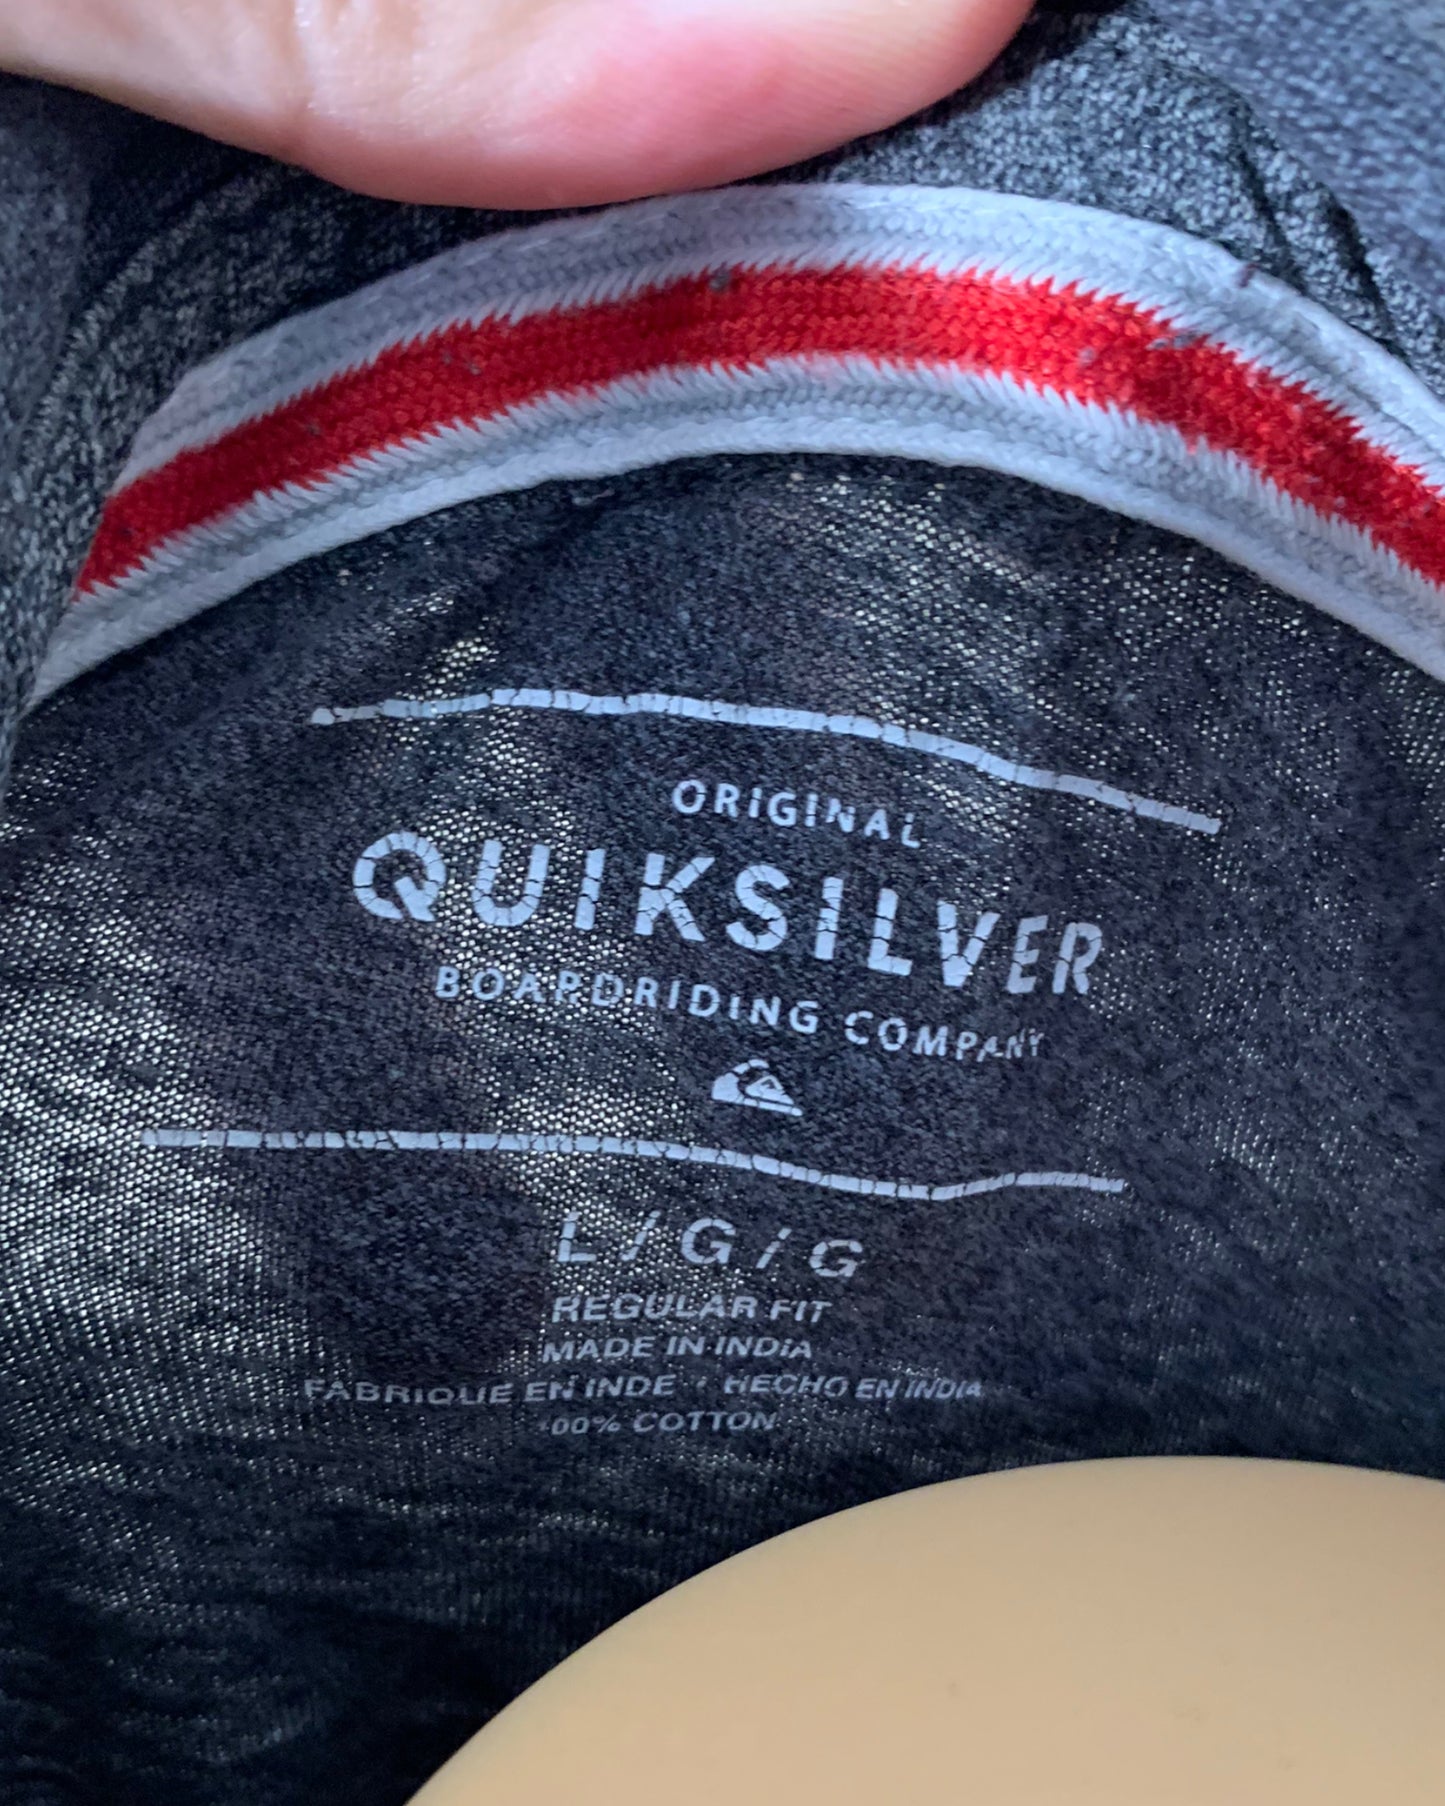 ORIGINAL
QUIKSILVER
BOARDRIDING COMPANY
L / G / G
REGULAR FIT
MADE IN INDIA
FABRIQUE EN INDE · HECHO EN INDIA
100% COTTON